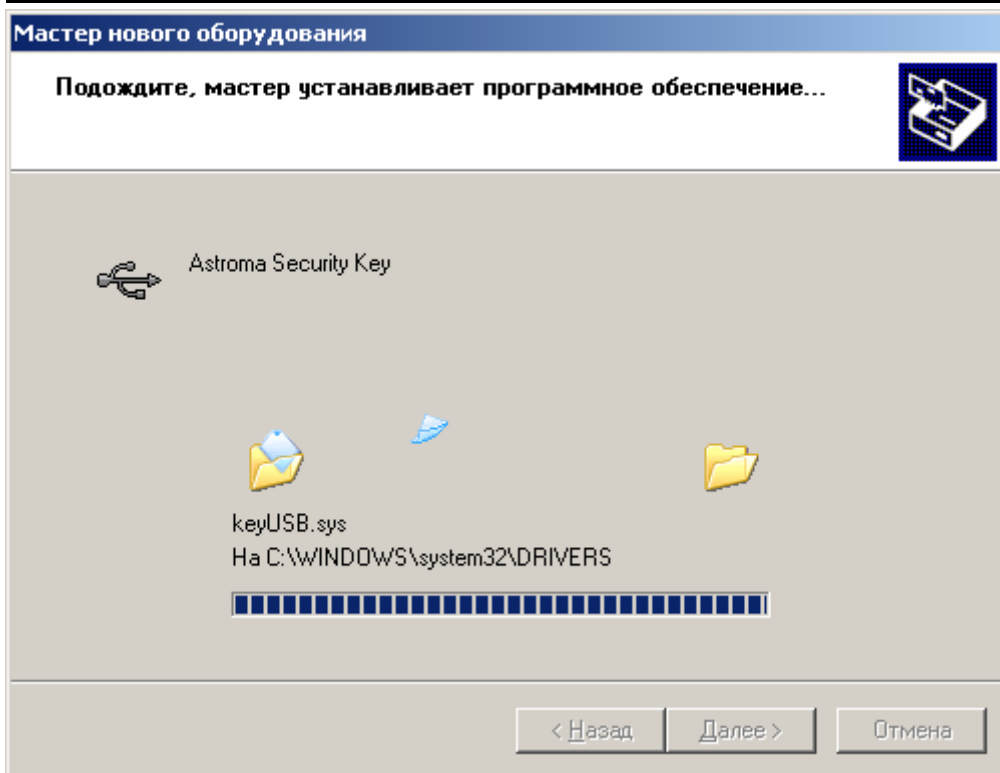 Мастер нового оборудования
Подождите, мастер устанавливает программное обеспечение...
Astroma Security Key
keyUSB.sys
На C:\WINDOWS\system32\DRIVERS
< Назад
Далее >
Отмена